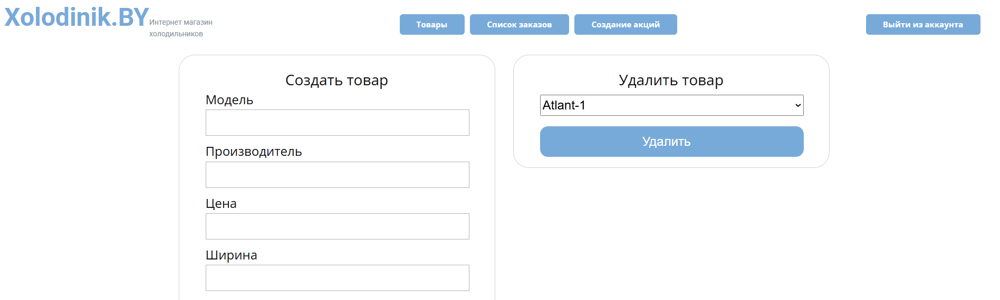 Xolodinik.BY
Интернет магазин
холодильников
Товары
Список заказов
Создание акций
Выйти из аккаунта
Создать товар
Модель
Производитель
Цена
Ширина
Удалить товар
Atlant-1
Удалить